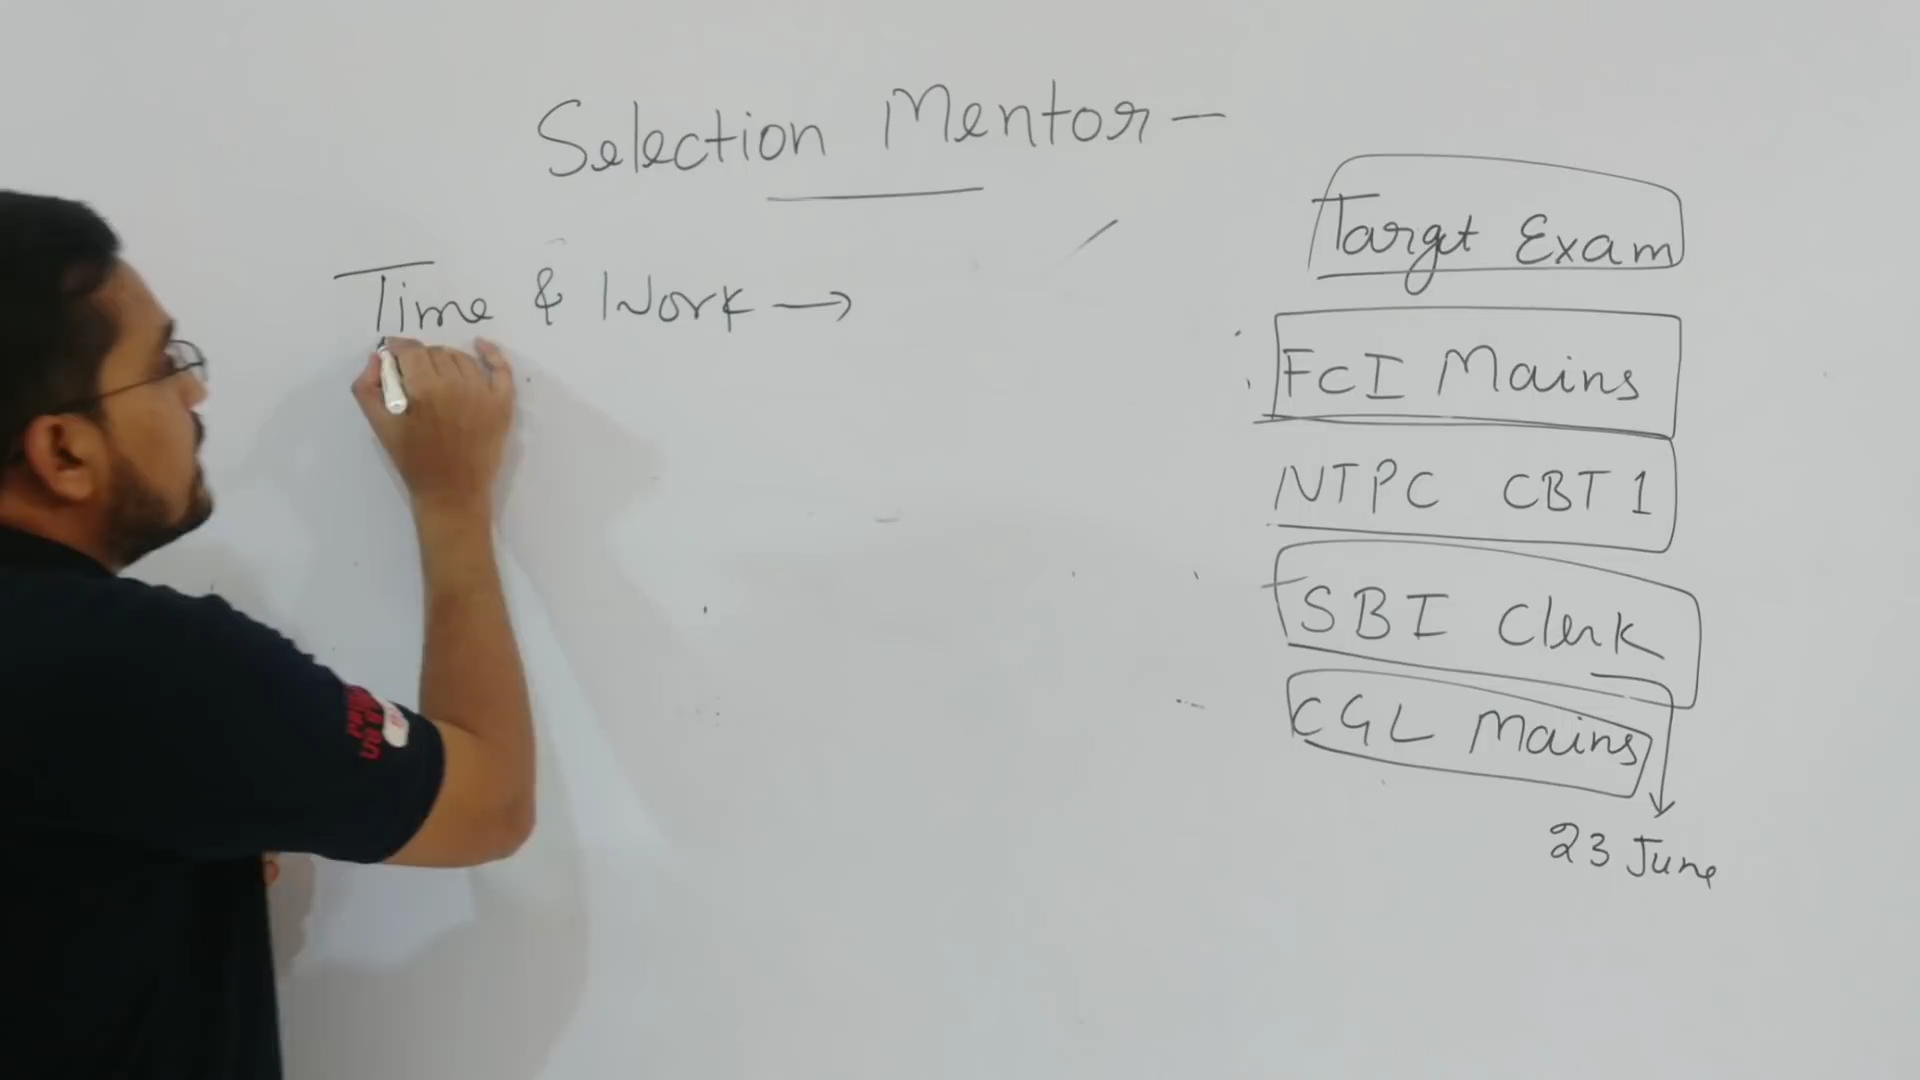 Selection Mentor -
Time & Work →
Target Exam
FCI Mains
NTPC CBT 1
SBI Clerk
CGL Mains
23 June